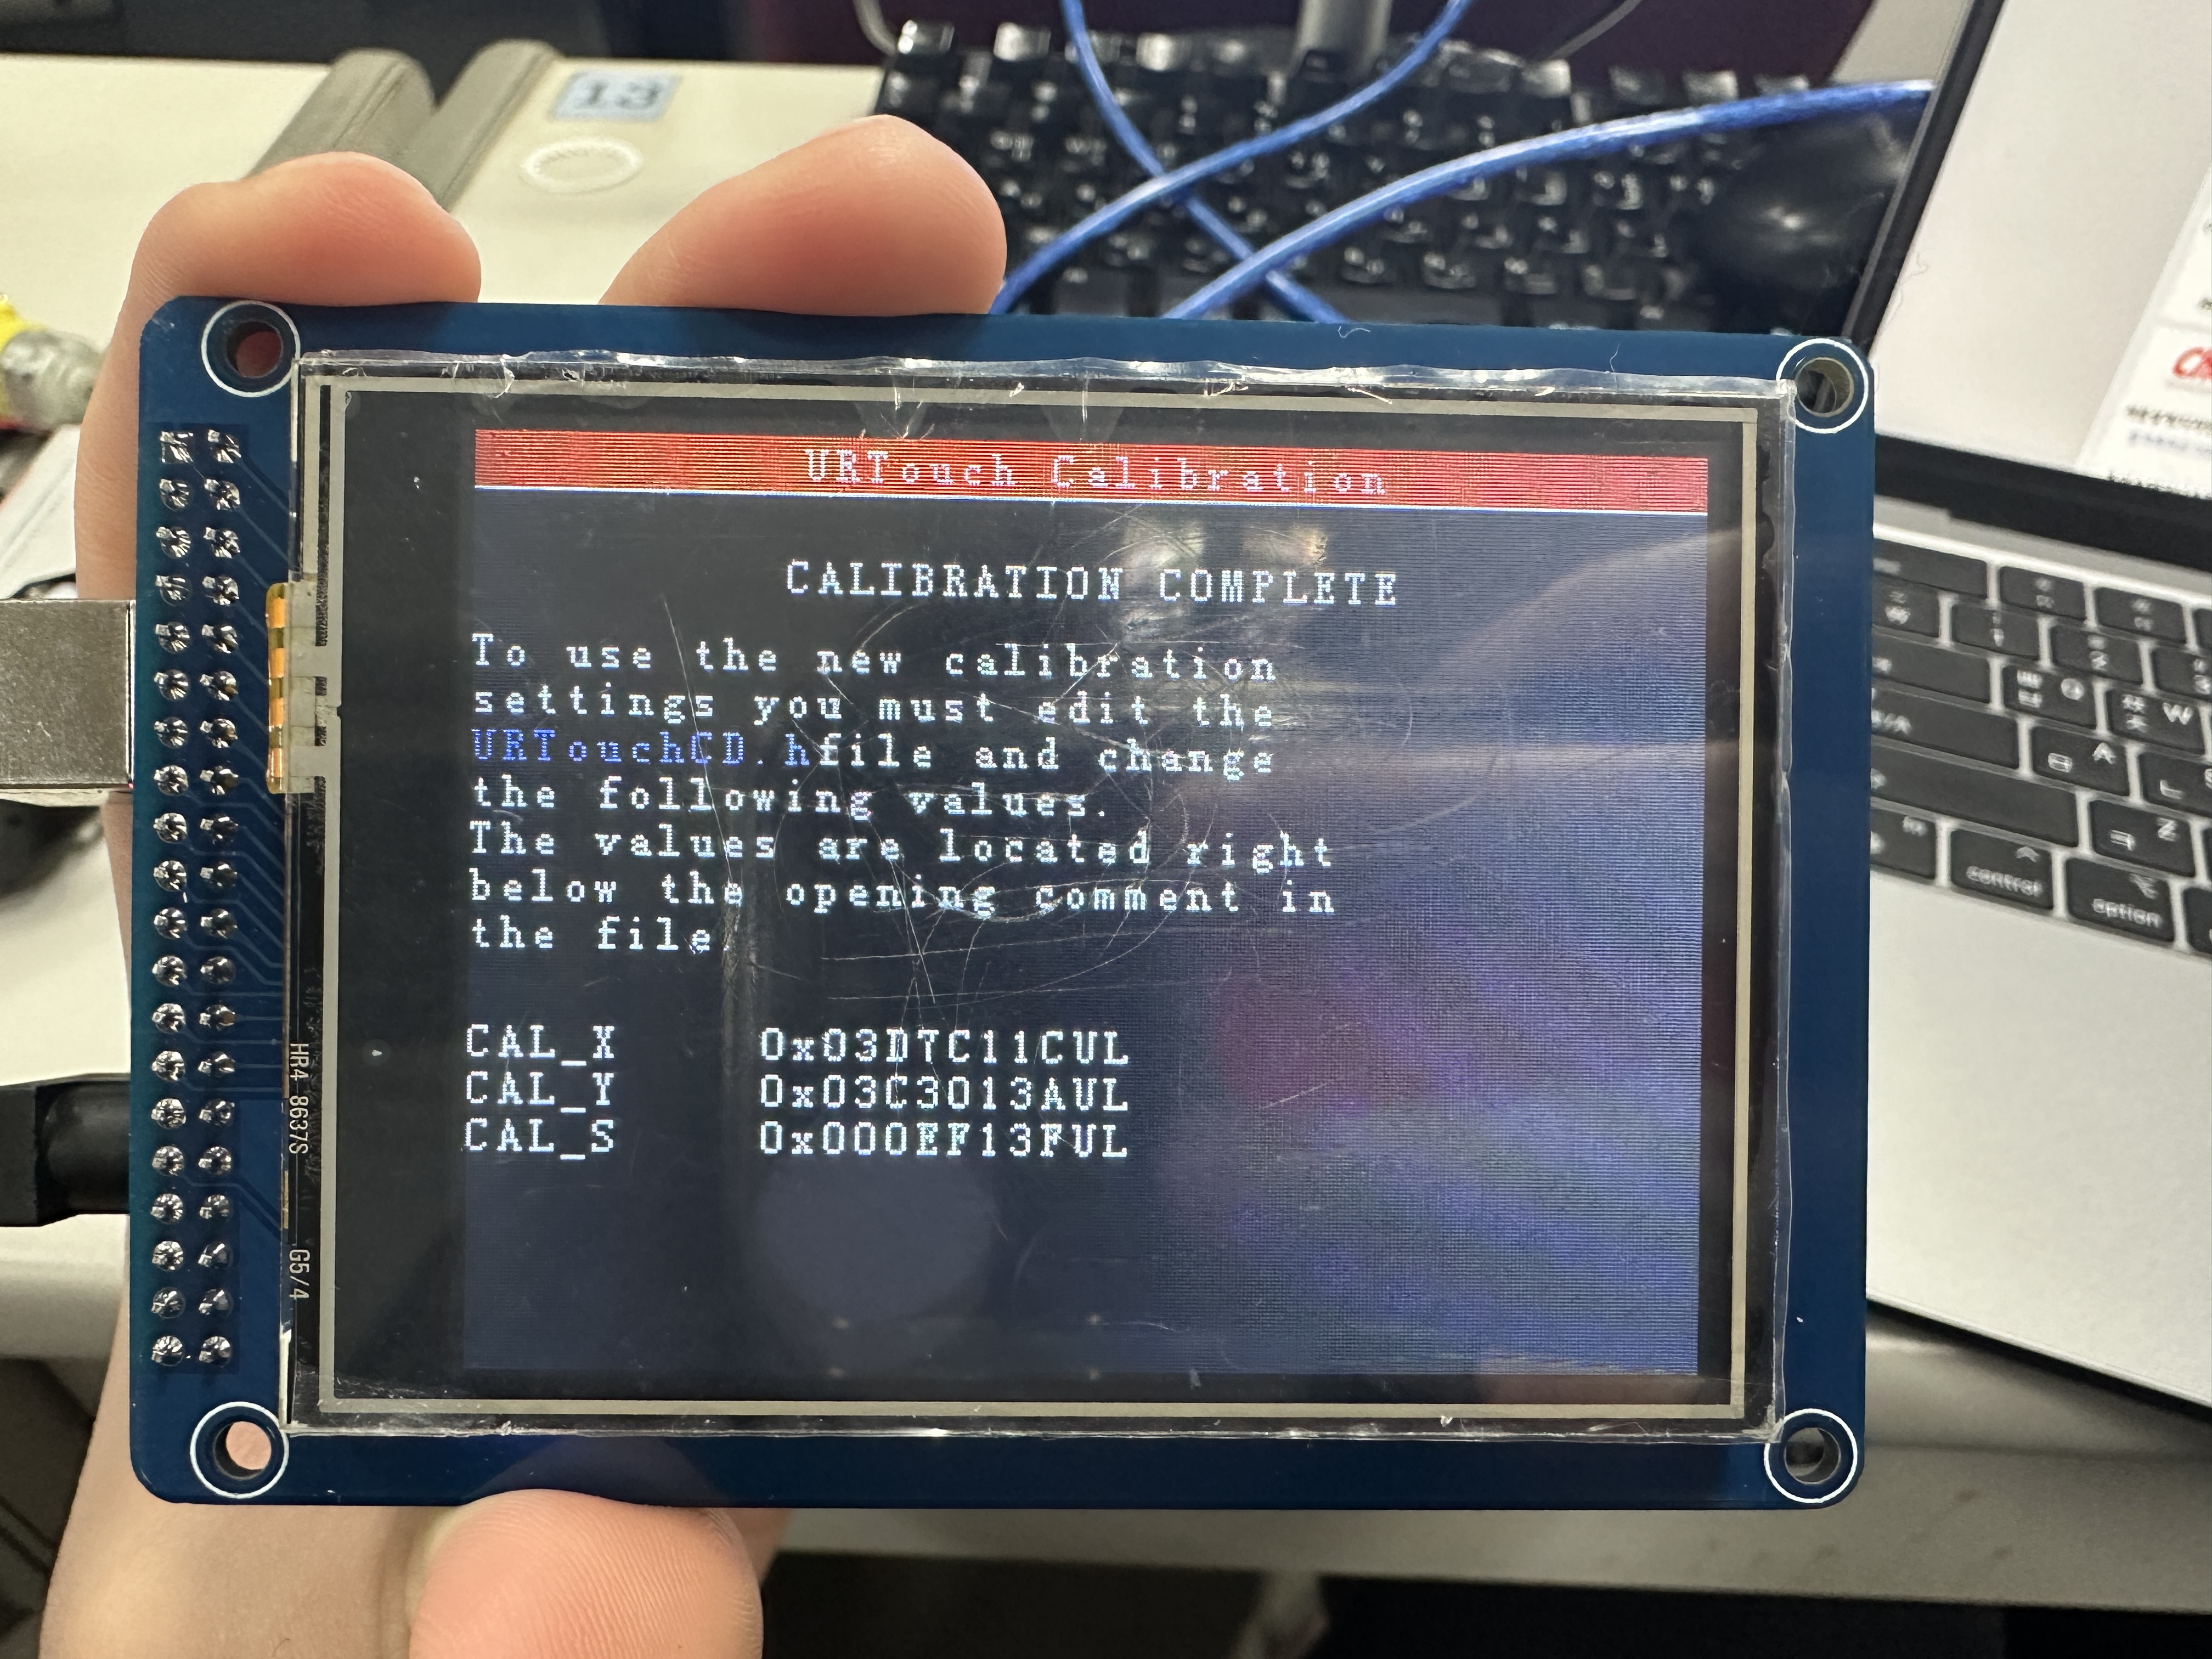 13
URTouch Calibration
CALIBRATION COMPLETE
To use the new calibration
settings you must edit the
URTouchCD.hfile and change
the following values.
The values are located right
below the opening comment in
the file.
CAL_X 0x03D7C11CUL
CAL_Y 0x03C3013AUL
CAL_S 0x000EF13FUL
HR4 8637S G5/4
W
A
Z
control
option